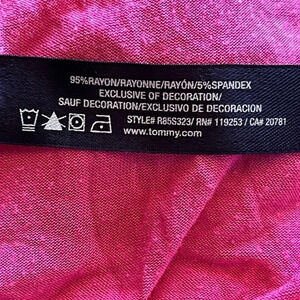 95%RAYON/RAYONNE/RAYÓN/5%SPANDEX
EXCLUSIVE OF DECORATION/
SAUF DECORATION/EXCLUSIVO DE DECORACION
STYLE# R85S323/ RN# 119253 / CA# 20781
www.tommy.com